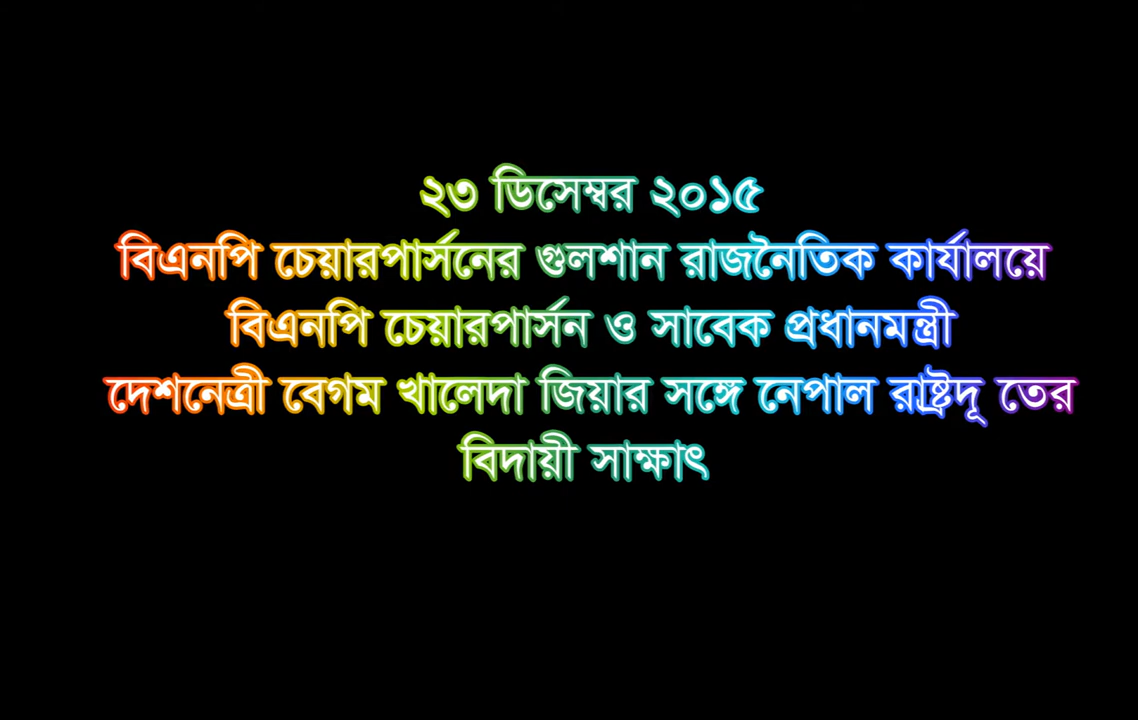 ২৩ ডিসেম্বর ২০১৫
বিএনপি চেয়ারপার্সনের গুলশান রাজনৈতিক কার্যালয়ে
বিএনপি চেয়ারপার্সন ও সাবেক প্রধানমন্ত্রী
দেশনেত্রী বেগম খালেদা জিয়ার সঙ্গে নেপাল রাষ্ট্রদূ তের
বিদায়ী সাক্ষাৎ